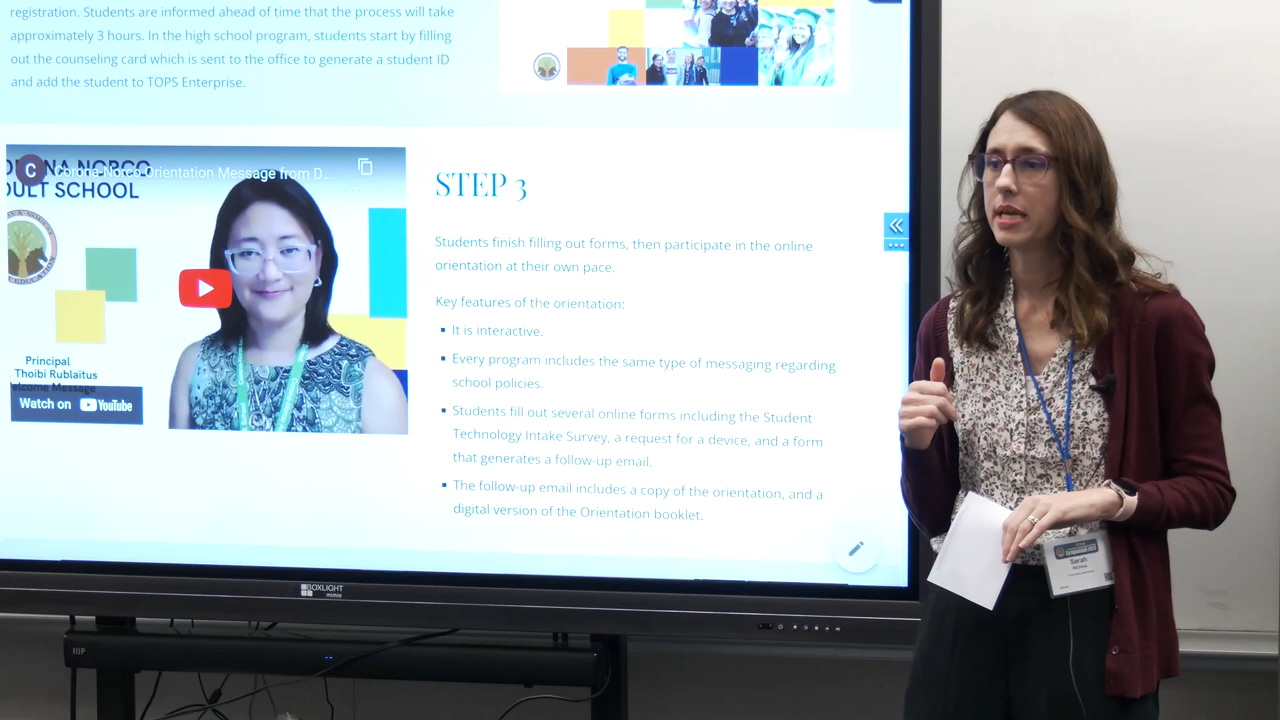 registration. Students are informed ahead of time that the process will take
approximately 3 hours. In the high school program, students start by filling
out the counseling card which is sent to the office to generate a student ID
and add the student to TOPS Enterprise.
C
Corona Norco Orientation Message from D...
NORCO
SCHOOL
Principal
Thoibi Rublaitus
elcome Message
Watch on YouTube
STEP 3
Students finish filling out forms, then participate in the online
orientation at their own pace.
Key features of the orientation:
▪ It is interactive.
▪ Every program includes the same type of messaging regarding
school policies.
▪ Students fill out several online forms including the Student
Technology Intake Survey, a request for a device, and a form
that generates a follow-up email.
▪ The follow-up email includes a copy of the orientation, and a
digital version of the Orientation booklet.
BOXLIGHT
mimio
Symposium 2023
Sarah